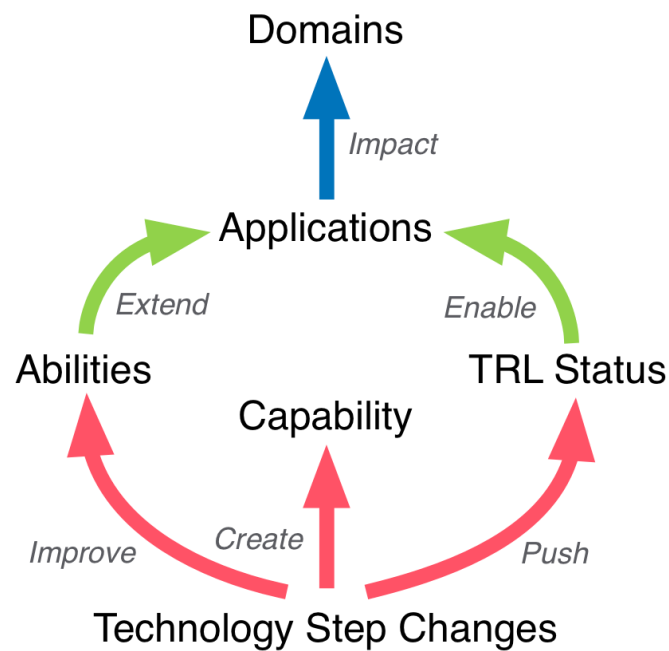 Domains
Impact
Applications
Extend
Enable
Abilities
TRL Status
Capability
Improve
Create
Push
Technology Step Changes